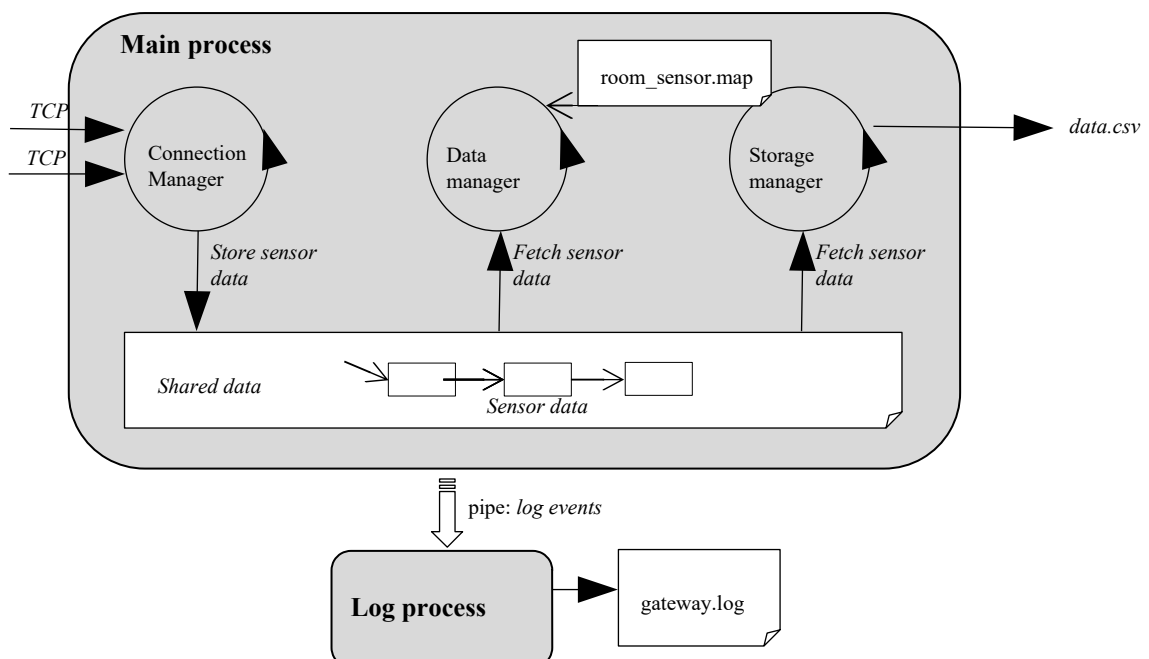 Main process
room_sensor.map
TCP
TCP
Connection
Manager
Data
manager
Storage
manager
data.csv
Store sensor
data
Fetch sensor
data
Fetch sensor
data
Shared data
Sensor data
pipe: log events
Log process
gateway.log